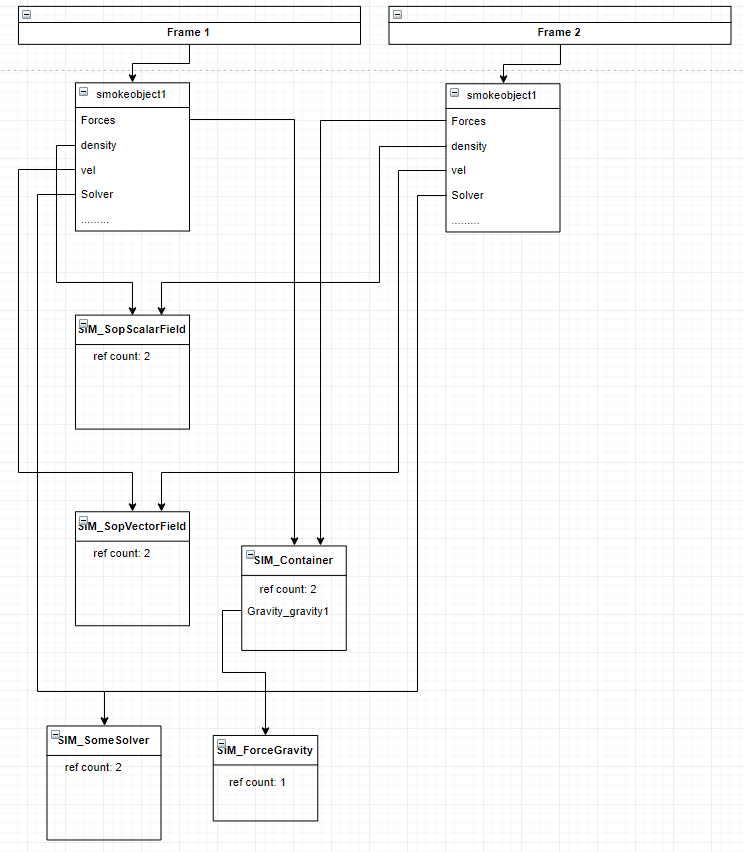 Frame 1
Frame 2
smokeobject1
Forces
density
vel
Solver
.........
smokeobject1
Forces
density
vel
Solver
.........
SIM_SopScalarField
ref count: 2
SIM_SopVectorField
ref count: 2
SIM_Container
ref count: 2
Gravity_gravity1
SIM_SomeSolver
ref count: 2
SIM_ForceGravity
ref count: 1